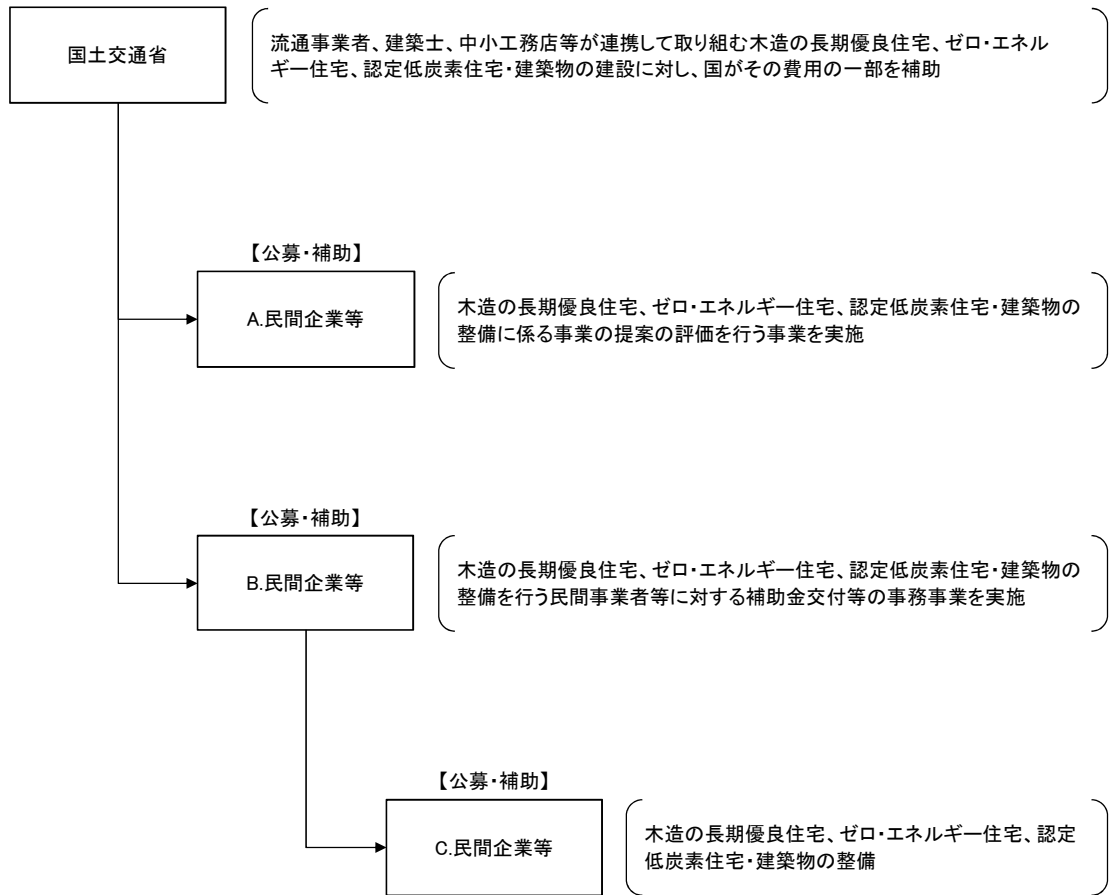 国土交通省
流通事業者、建築士、中小工務店等が連携して取り組む木造の長期優良住宅、ゼロ・エネル
ギー住宅、認定低炭素住宅・建築物の建設に対し、国がその費用の一部を補助
【公募・補助】
A.民間企業等
木造の長期優良住宅、ゼロ・エネルギー住宅、認定低炭素住宅・建築物の
整備に係る事業の提案の評価を行う事業を実施
【公募・補助】
B.民間企業等
木造の長期優良住宅、ゼロ・エネルギー住宅、認定低炭素住宅・建築物の
整備を行う民間事業者等に対する補助金交付等の事務事業を実施
【公募・補助】
C.民間企業等
木造の長期優良住宅、ゼロ・エネルギー住宅、認定
低炭素住宅・建築物の整備